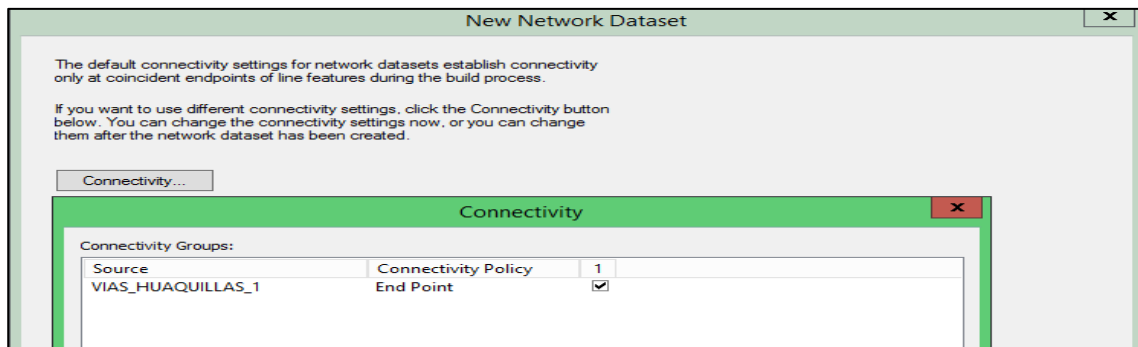 New Network Dataset
x
The default connectivity settings for network datasets establish connectivity
only at coincident endpoints of line features during the build process.
If you want to use different connectivity settings, click the Connectivity button
below. You can change the connectivity settings now, or you can change
them after the network dataset has been created.
Connectivity...
Connectivity
x
Connectivity Groups:
Source Connectivity Policy 1
VIAS_HUAQUILLAS_1 End Point